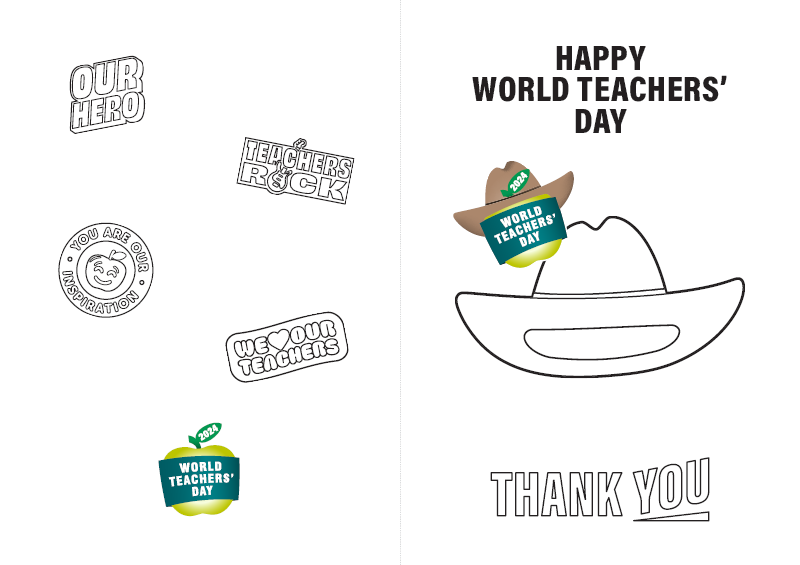 OUR
HERO
TEACHERS
ROCK
YOU ARE OUR
INSPIRATION
WE OUR
TEACHERS
2024
WORLD
TEACHERS'
DAY
HAPPY
WORLD TEACHERS'
DAY
2024
WORLD
TEACHERS'
DAY
THANK YOU